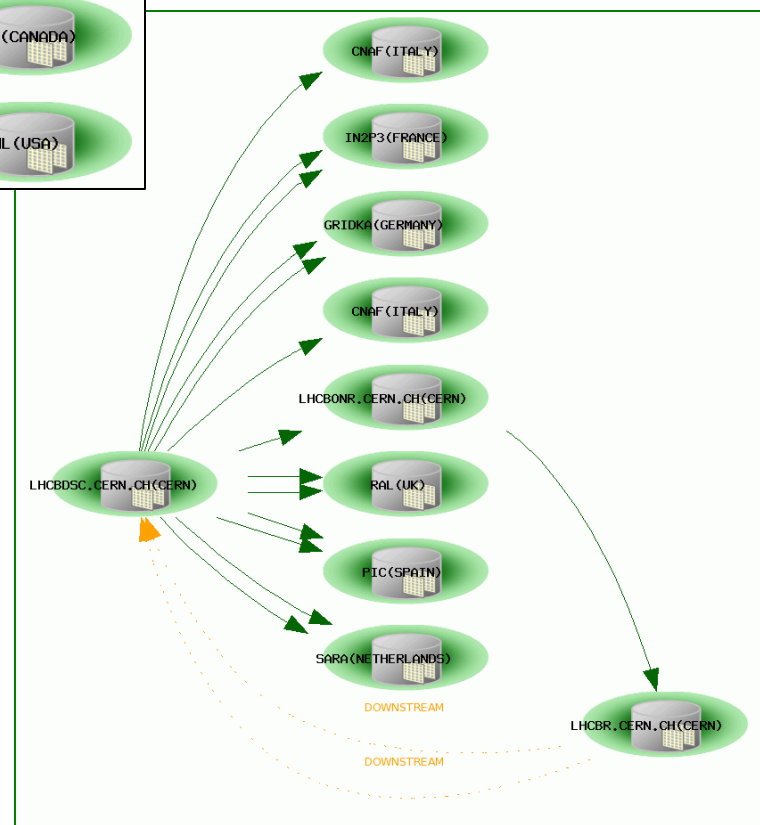 (CANADA)
CNAF(ITALY)
IN2P3(FRANCE)
L(USA)
GRIDKA(GERMANY)
CNAF(ITALY)
LHCBONR.CERN.CH(CERN)
LHCBDSC.CERN.CH(CERN)
RAL(UK)
PIC(SPAIN)
SARA(NETHERLANDS)
DOWNSTREAM
LHCBR.CERN.CH(CERN)
DOWNSTREAM